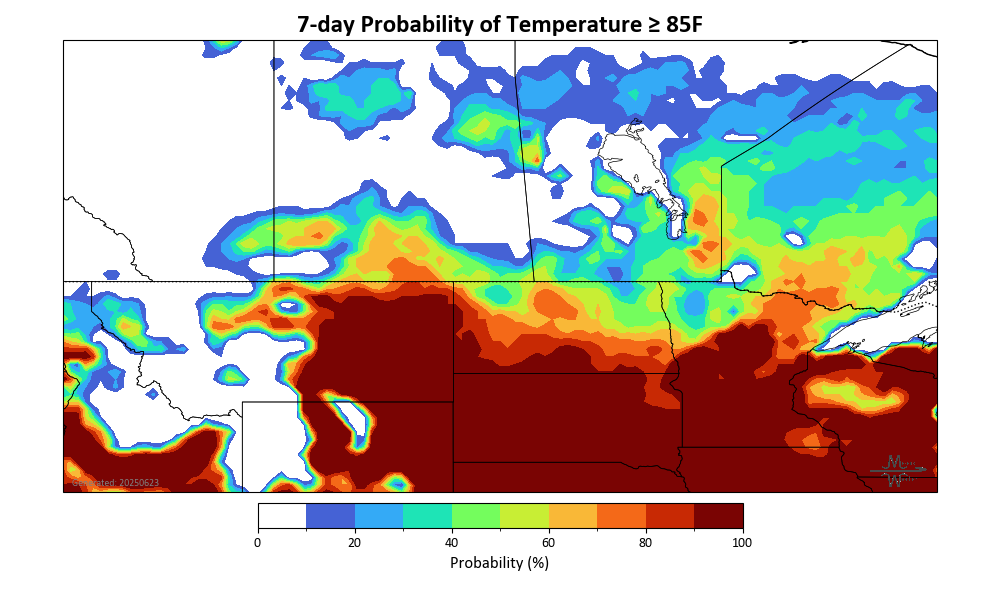 7-day Probability of Temperature ≥ 85F
Generated: 20250623
0 20 40 60 80 100
Probability (%)